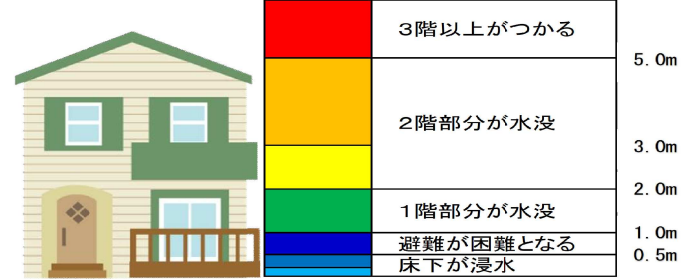 3階以上がつかる
5.0m
2階部分が水没
3.0m
2.0m
1階部分が水没
1.0m
避難が困難となる
0.5m
床下が浸水